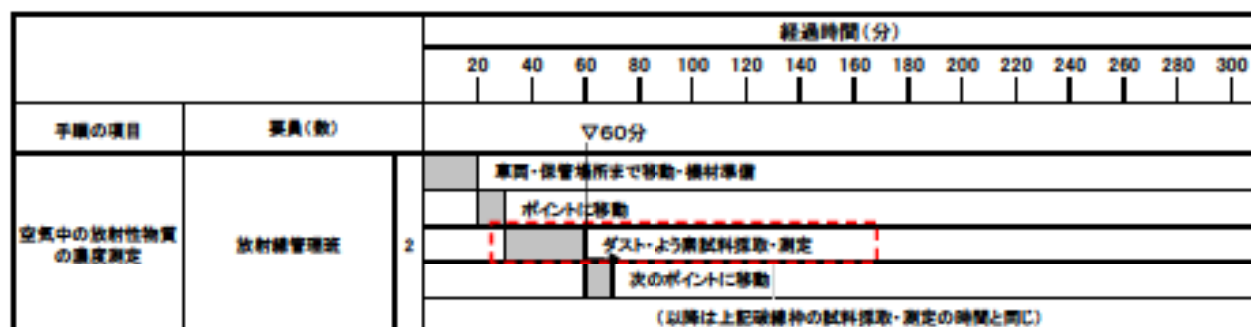 経過時間(分)
20 40 60 80 100 120 140 160 180 200 220 240 260 280 300
手順の項目 要員(数) ▽60分
車両・保管場所まで移動・機材準備
ポイントに移動
空気中の放射性物質
の濃度測定
放射線管理班 2
ダスト・よう素試料採取・測定
次のポイントに移動
(以降は上記破線枠の試料採取・測定の時間と同じ)